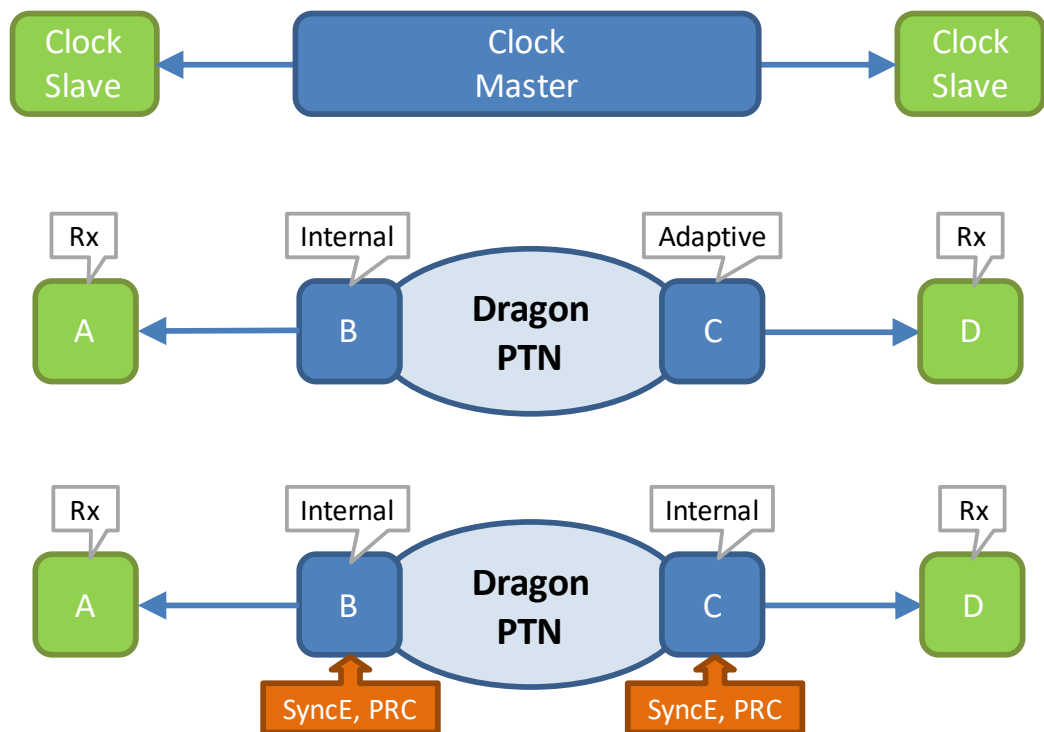 Clock
Slave
Clock
Master
Clock
Slave
Rx
Internal
Adaptive
Rx
A
B
Dragon
PTN
C
D
Rx
Internal
Internal
Rx
A
B
Dragon
PTN
C
D
SyncE, PRC
SyncE, PRC